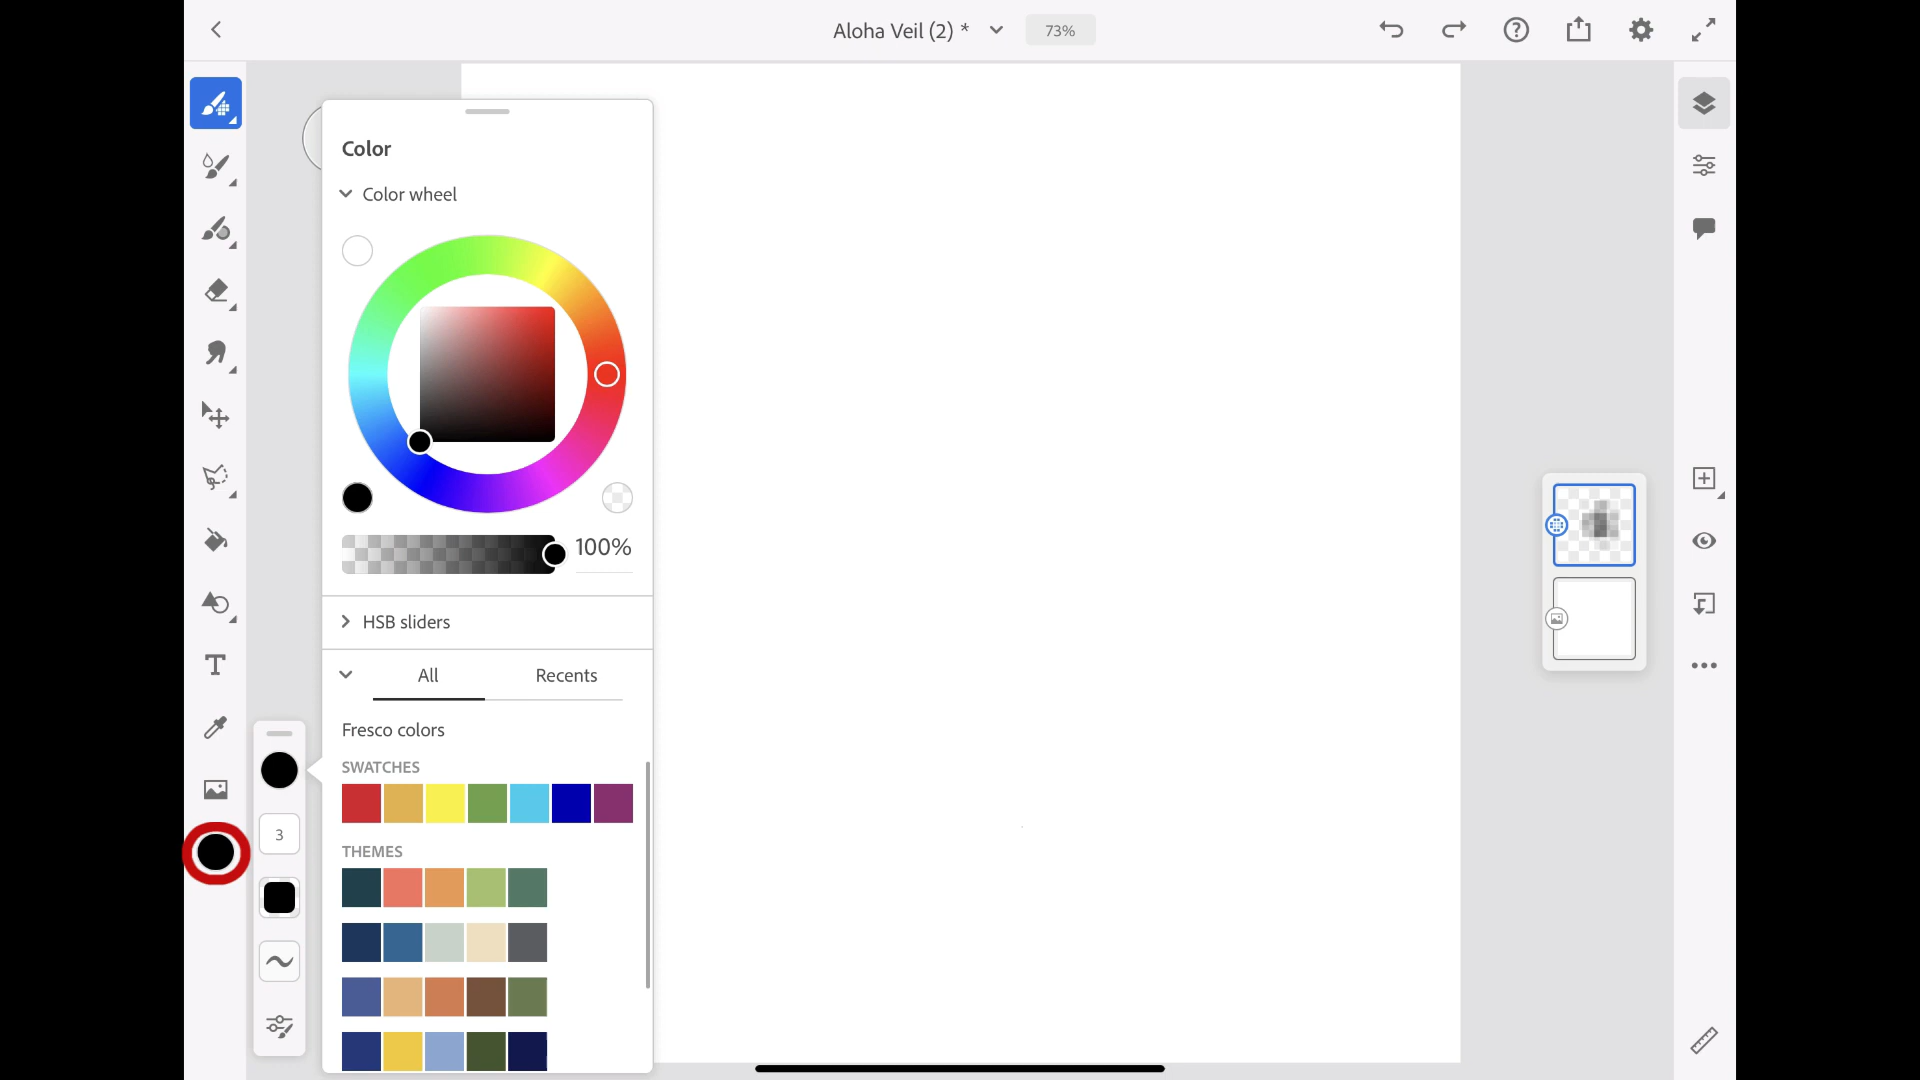 Aloha Veil (2) *
73%
Color
Color wheel
100%
HSB sliders
All
Recents
Fresco colors
SWATCHES
THEMES
3
T